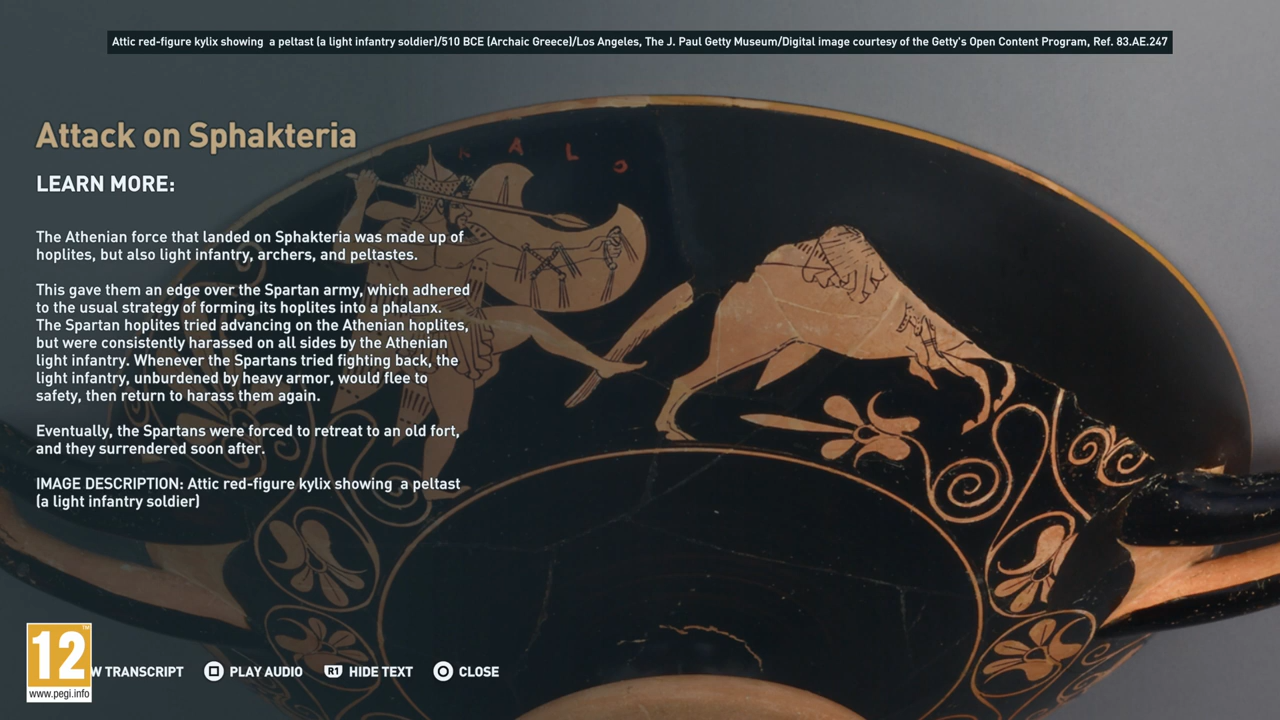 Attic red-figure kylix showing  a peltast (a light infantry soldier)/510 BCE (Archaic Greece)/Los Angeles, The J. Paul Getty Museum/Digital image courtesy of the Getty's Open Content Program, Ref. 83.AE.247
Attack on Sphakteria
KALO
LEARN MORE:
The Athenian force that landed on Sphakteria was made up of
hoplites, but also light infantry, archers, and peltastes.
This gave them an edge over the Spartan army, which adhered
to the usual strategy of forming its hoplites into a phalanx.
The Spartan hoplites tried advancing on the Athenian hoplites,
but were consistently harassed on all sides by the Athenian
light infantry. Whenever the Spartans tried fighting back, the
light infantry, unburdened by heavy armor, would flee to
safety, then return to harass them again.
Eventually, the Spartans were forced to retreat to an old fort,
and they surrendered soon after.
IMAGE DESCRIPTION: Attic red-figure kylix showing  a peltast
(a light infantry soldier)
12
www.pegi.info
W TRANSCRIPT
PLAY AUDIO
R1 HIDE TEXT
CLOSE